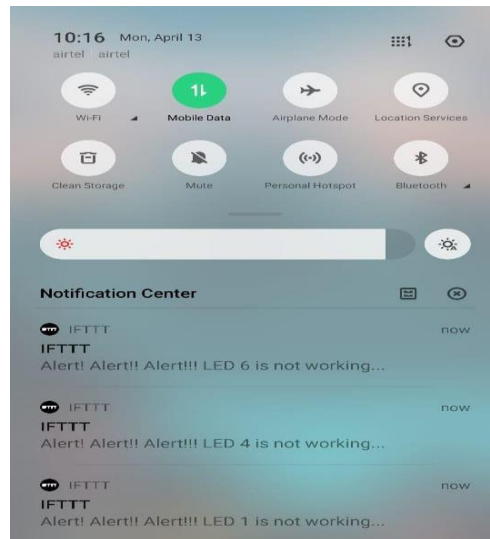 10:16 Mon, April 13
airtel airtel
Wi-Fi Mobile Data Airplane Mode Location Services
Clean Storage Mute Personal Hotspot Bluetooth
Notification Center
IFTTT now
IFTTT
Alert! Alert!! Alert!!! LED 6 is not working...
IFTTT now
IFTTT
Alert! Alert!! Alert!!! LED 4 is not working...
IFTTT now
IFTTT
Alert! Alert!! Alert!!! LED 1 is not working...